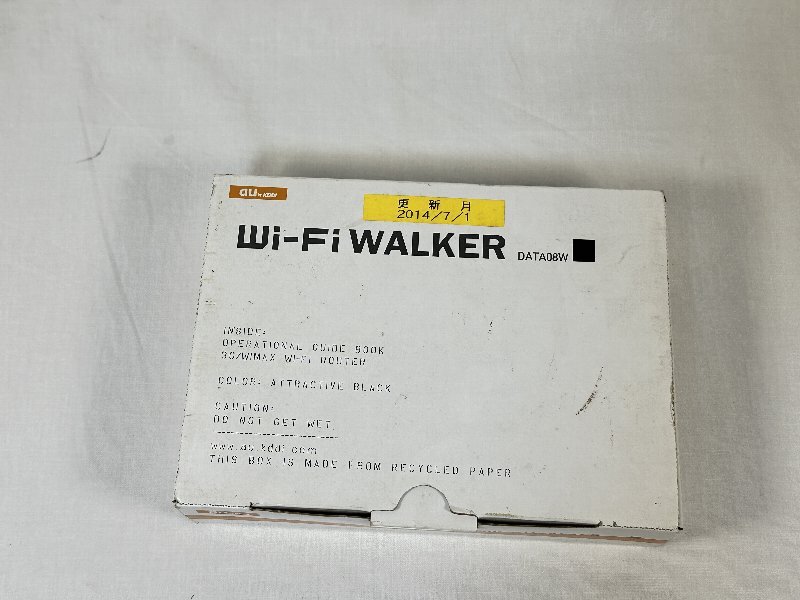 au by KDDI
更新月
2014/7/1
Wi-Fi WALKER DATA08W
INSIDE:
OPERATIONAL GUIDE BOOK
3G/WiMAX Wi-Fi ROUTER
COLOR: ATTRACTIVE BLACK
CAUTION:
DO NOT GET WET.
www.au.kddi.com
THIS BOX IS MADE FROM RECYCLED PAPER